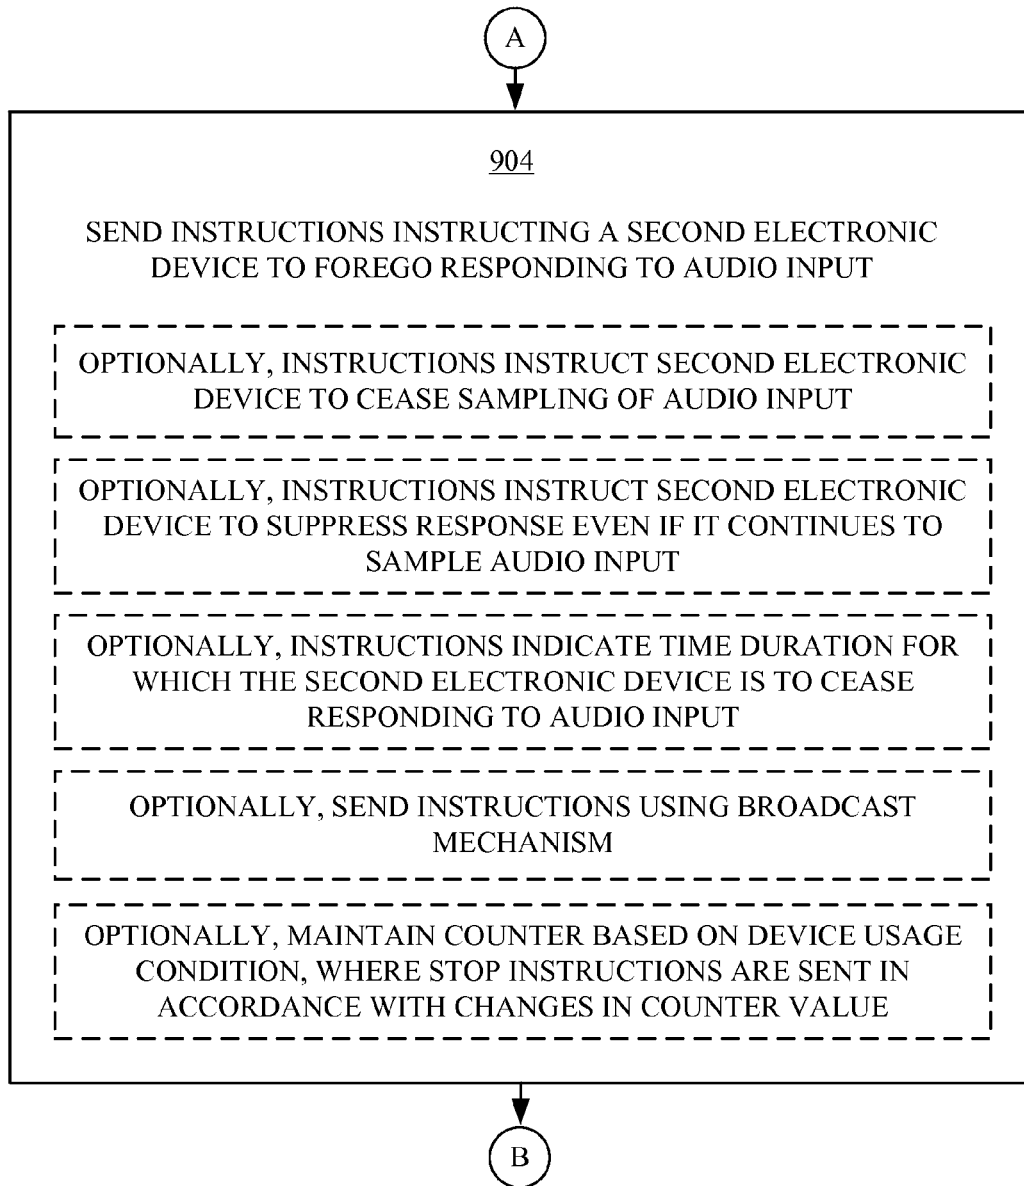 A
904
SEND INSTRUCTIONS INSTRUCTING A SECOND ELECTRONIC
DEVICE TO FOREGO RESPONDING TO AUDIO INPUT
OPTIONALLY, INSTRUCTIONS INSTRUCT SECOND ELECTRONIC
DEVICE TO CEASE SAMPLING OF AUDIO INPUT
OPTIONALLY, INSTRUCTIONS INSTRUCT SECOND ELECTRONIC
DEVICE TO SUPPRESS RESPONSE EVEN IF IT CONTINUES TO
SAMPLE AUDIO INPUT
OPTIONALLY, INSTRUCTIONS INDICATE TIME DURATION FOR
WHICH THE SECOND ELECTRONIC DEVICE IS TO CEASE
RESPONDING TO AUDIO INPUT
OPTIONALLY, SEND INSTRUCTIONS USING BROADCAST
MECHANISM
OPTIONALLY, MAINTAIN COUNTER BASED ON DEVICE USAGE
CONDITION, WHERE STOP INSTRUCTIONS ARE SENT IN
ACCORDANCE WITH CHANGES IN COUNTER VALUE
B